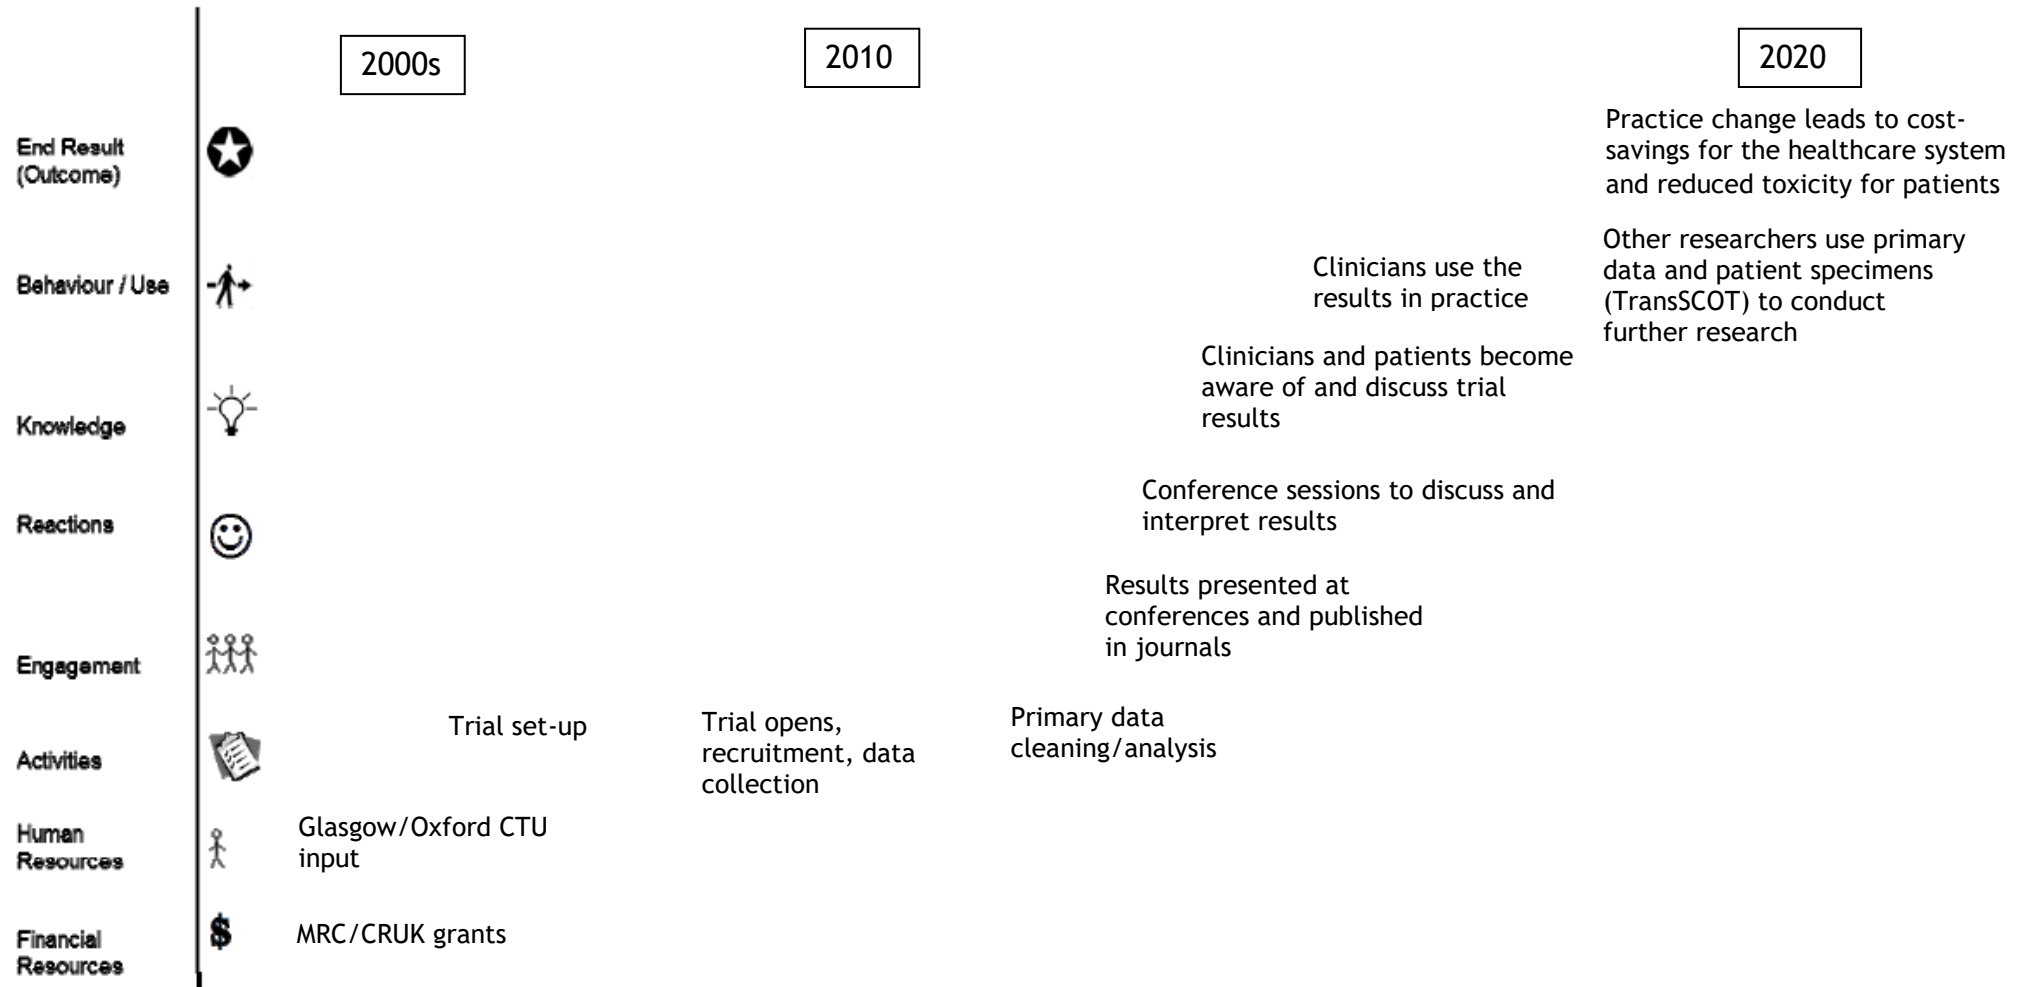 2000s
2010
2020
End Result
(Outcome)
Practice change leads to cost-
savings for the healthcare system
and reduced toxicity for patients
Behaviour / Use
Clinicians use the
results in practice
Other researchers use primary
data and patient specimens
(TransSCOT) to conduct
further research
Knowledge
Clinicians and patients become
aware of and discuss trial
results
Reactions
Conference sessions to discuss and
interpret results
Engagement
Results presented at
conferences and published
in journals
Activities
Trial set-up
Trial opens,
recruitment, data
collection
Primary data
cleaning/analysis
Human
Resources
Glasgow/Oxford CTU
input
Financial
Resources
$
MRC/CRUK grants